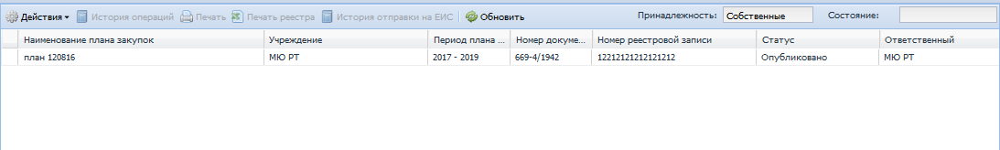 Действия История операций Печать Печать реестра История отправки на ЕИС Обновить Принадлежность: Собственные Состояние:
Наименование плана закупок Учреждение Период плана ... Номер докуме... Номер реестровой записи Статус Ответственный
план 120816 МЮ РТ 2017 - 2019 669-4/1942 12212121212121212 Опубликовано МЮ РТ